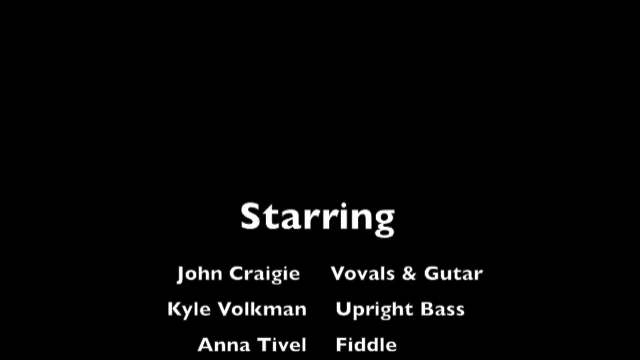 Starring
John Craigie Vovals & Gutar
Kyle Volkman Upright Bass
Anna Tivel Fiddle